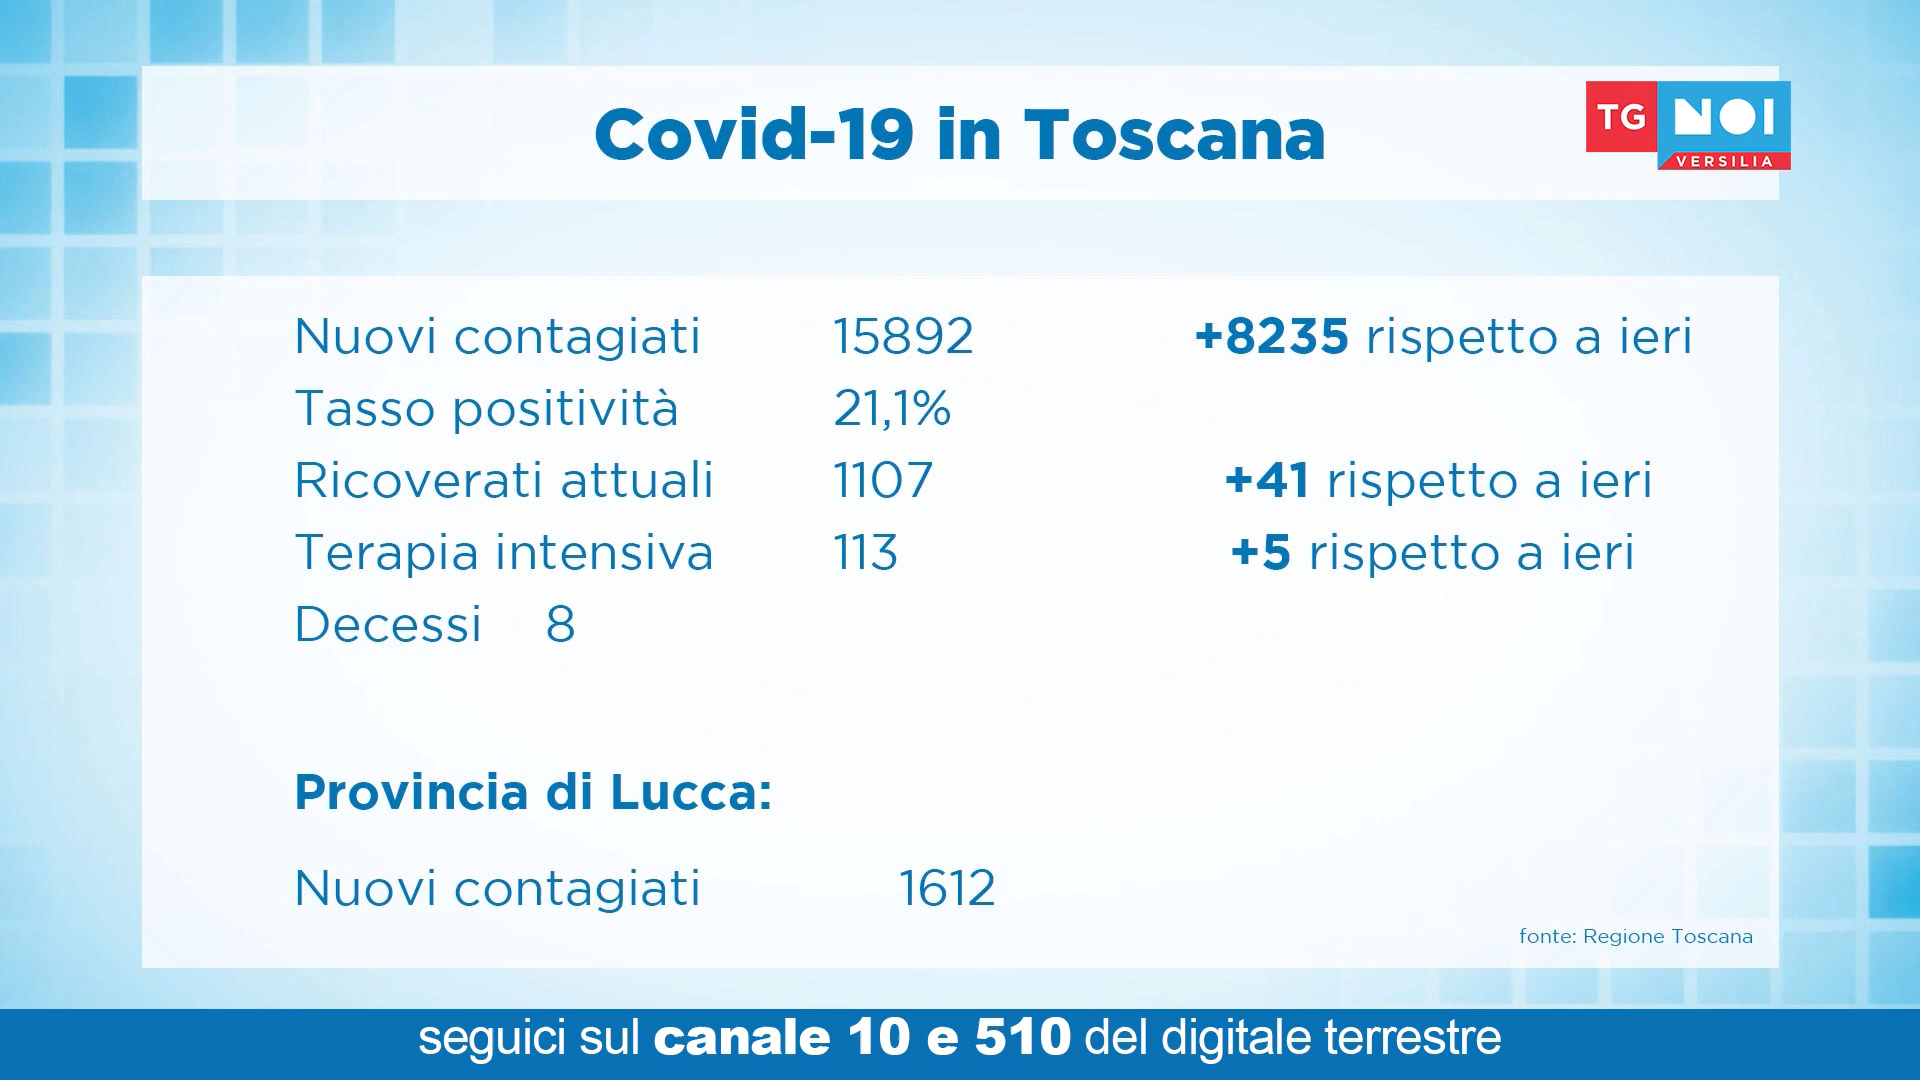 Covid-19 in Toscana
TG NOI
VERSILIA
Nuovi contagiati 15892 +8235 rispetto a ieri
Tasso positività 21,1%
Ricoverati attuali 1107 +41 rispetto a ieri
Terapia intensiva 113 +5 rispetto a ieri
Decessi 8
Provincia di Lucca:
Nuovi contagiati 1612
fonte: Regione Toscana
seguici sul canale 10 e 510 del digitale terrestre